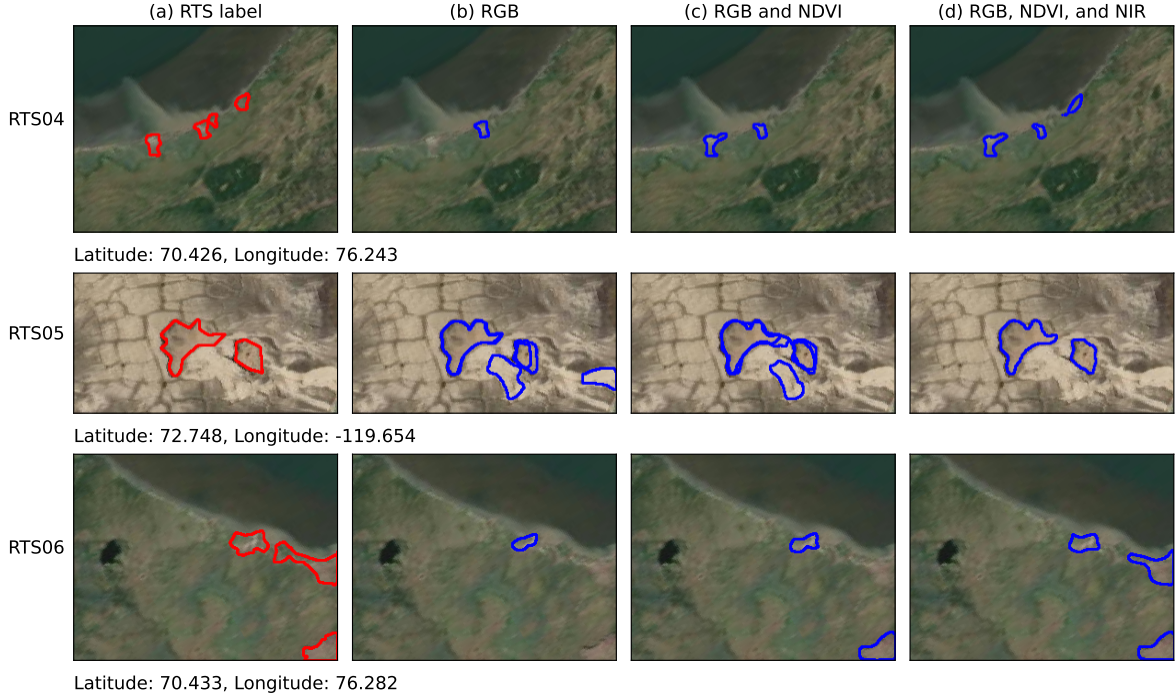 (a) RTS label (b) RGB (c) RGB and NDVI (d) RGB, NDVI, and NIR
RTS04
Latitude: 70.426, Longitude: 76.243
RTS05
Latitude: 72.748, Longitude: -119.654
RTS06
Latitude: 70.433, Longitude: 76.282